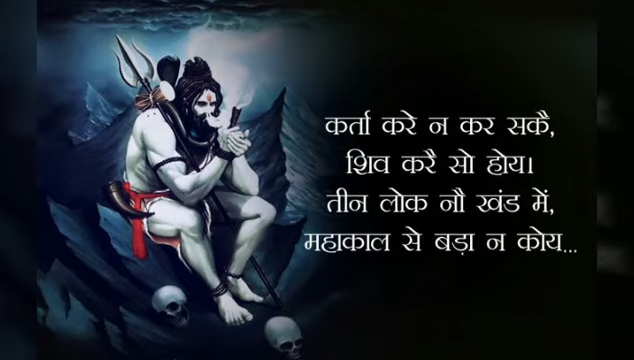 कर्ता करे न कर सकै,
शिव करै सो होय।
तीन लोक नौ खंड में,
महाकाल से बड़ा न कोय...